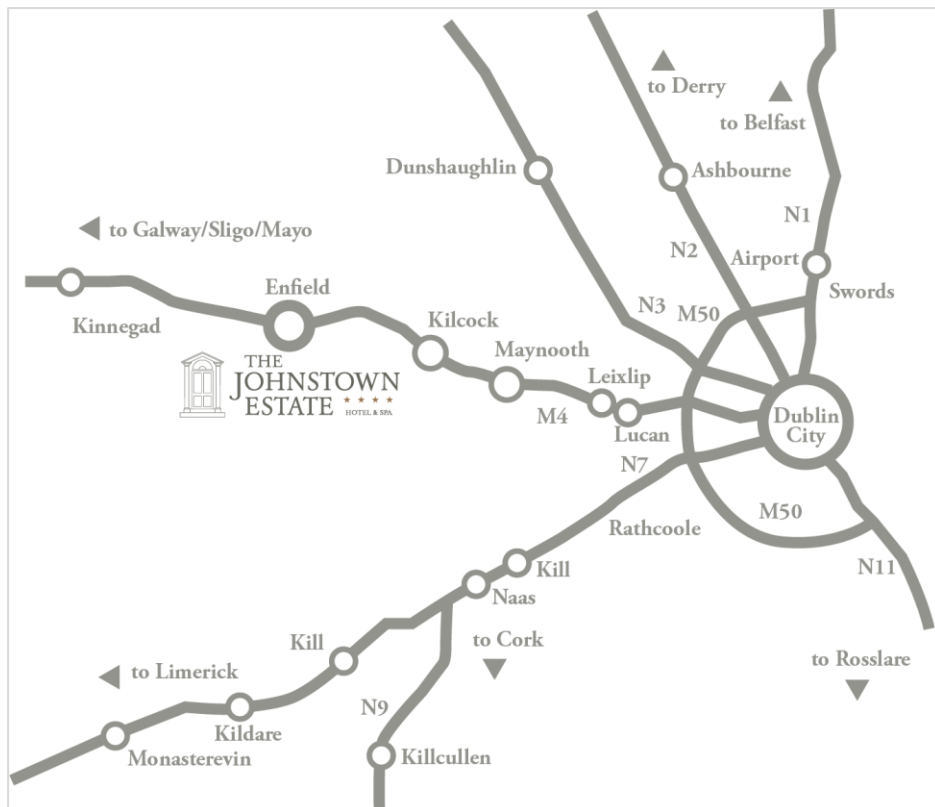 to Derry
to Belfast
Dunshaughlin
Ashbourne
N1
to Galway/Sligo/Mayo
N2
Airport
Enfield
Swords
N3
M50
Kinnegad
Kilcock
Maynooth
THE
JOHNSTOWN
ESTATE
HOTEL & SPA
Leixlip
M4
Lucan
Dublin
City
N7
M50
Rathcoole
N11
Kill
Naas
Kill
to Cork
to Limerick
to Rosslare
N9
Kildare
Monasterevin
Killcullen